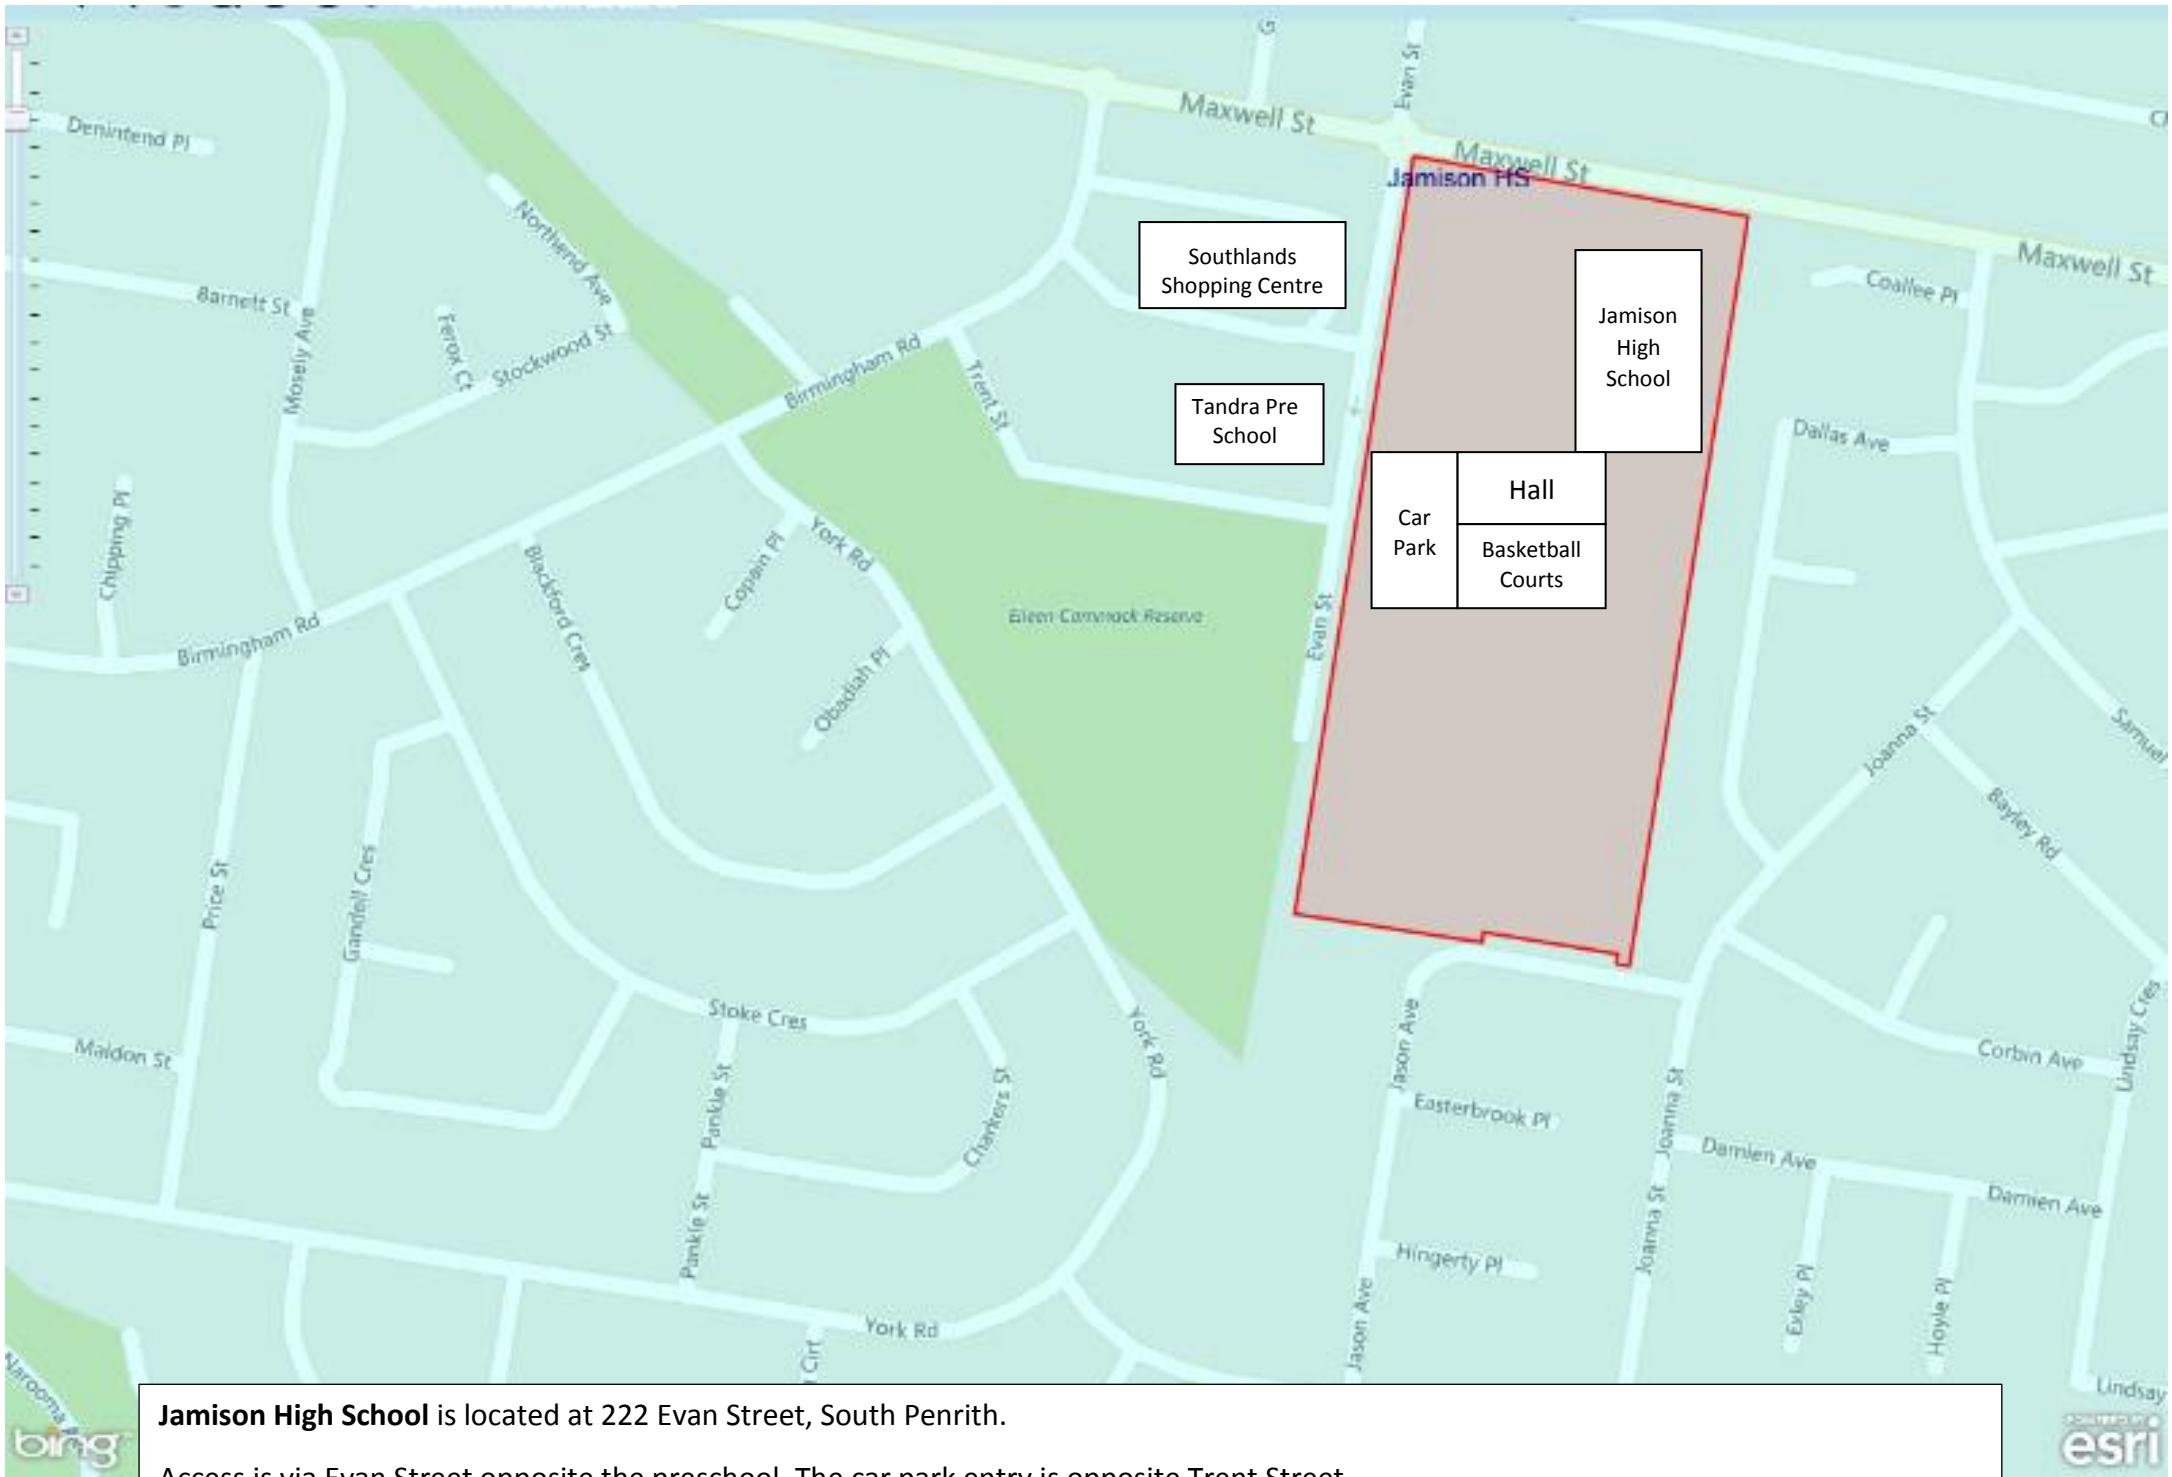 Maxwell St
Evan St
G
Cl
Denintend Pl
Maxwell St
Jamison HS
Maxwell St
Northend Ave
Southlands
Shopping Centre
Coallee Pl
Barnett St
Mosely Ave
Ferox Ct
Stockwood St
Birmingham Rd
Trent St
Jamison
High
School
Tandra Pre
School
Dallas Ave
Hall
Car
Park
Basketball
Courts
Chipping Pl
Blackford Cres
Copain Pl
York Rd
Eileen Cammack Reserve
Evan St
Birmingham Rd
Obadiah Pl
Joanna St
Samuel
Bayley Rd
Price St
Gandell Cres
Stoke Cres
York Rd
Jason Ave
Corbin Ave
Lindsay Cres
Maidon St
Pankle St
Charkers St
Easterbrook Pl
Joanna St
Damien Ave
Damien Ave
Pankle St
Joanna St
Hingerty Pl
Exley Pl
Hoyle Pl
York Rd
Cirt
Jason Ave
Narooma
Lindsay
Jamison High School is located at 222 Evan Street, South Penrith.
Access is via Evan Street opposite the preschool. The car park entry is opposite Trent Street
bing
POWERED BY
esri